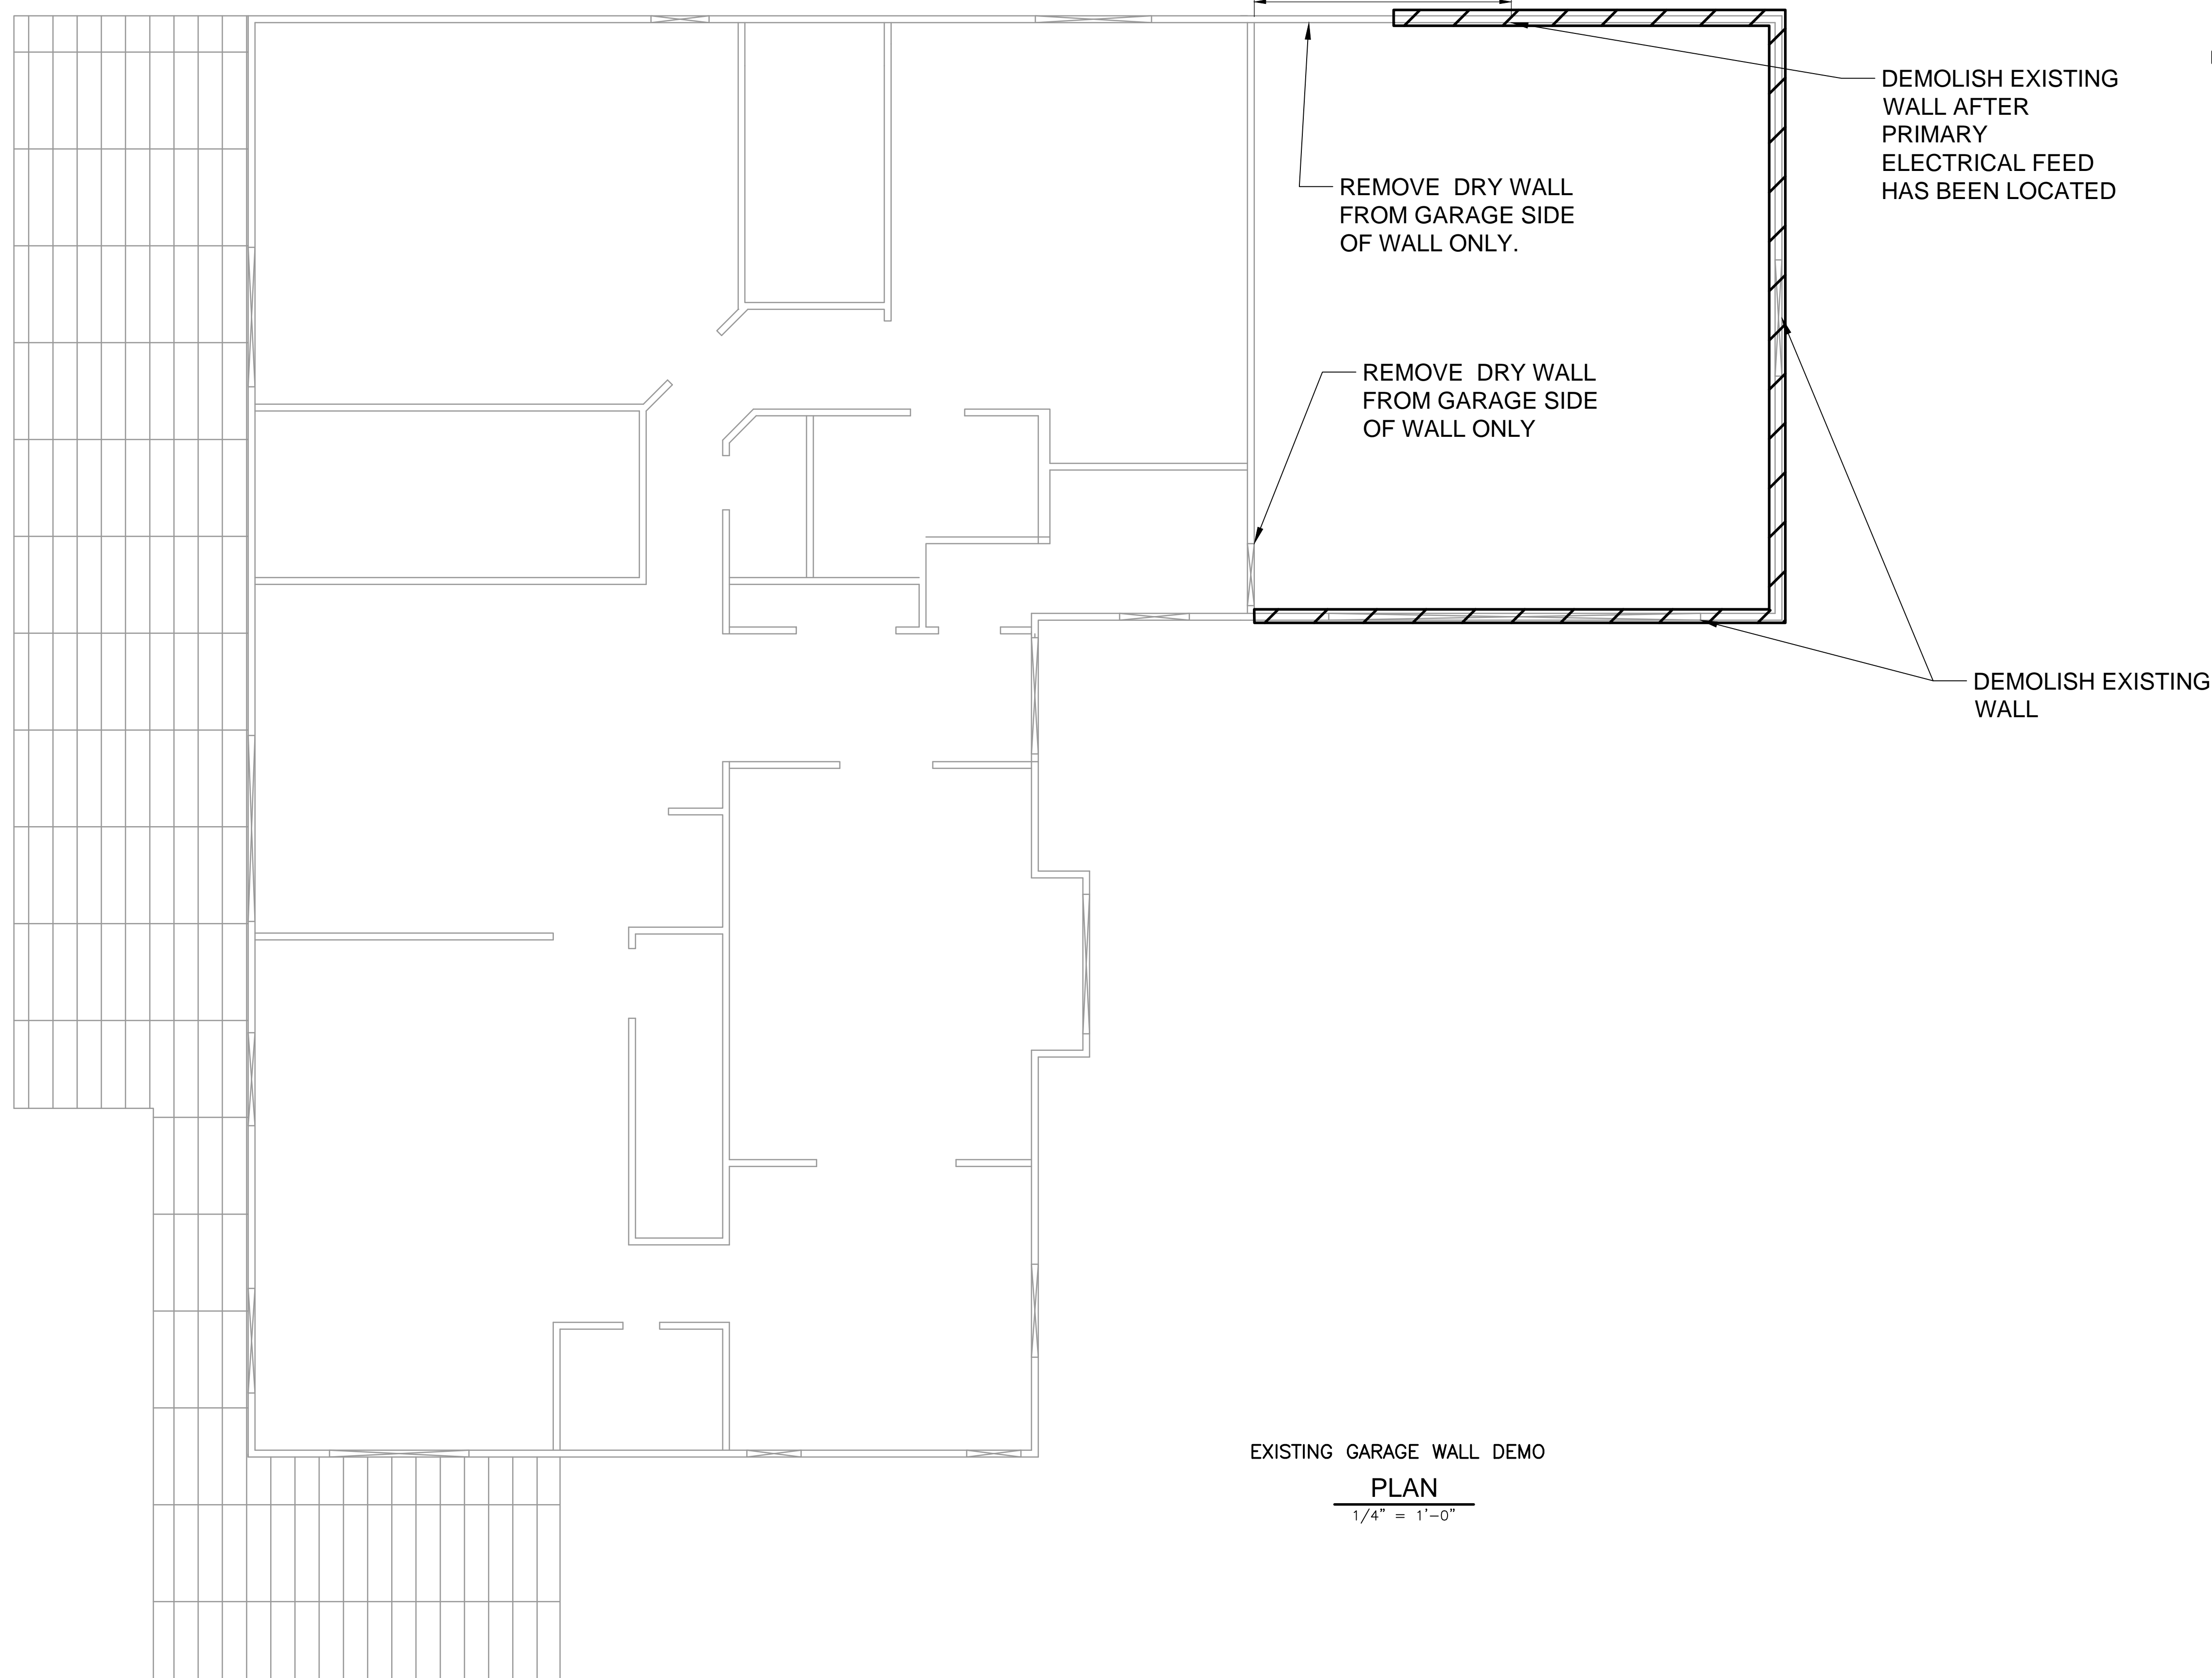 DEMOLISH EXISTING
WALL AFTER
PRIMARY
ELECTRICAL FEED
HAS BEEN LOCATED
REMOVE DRY WALL
FROM GARAGE SIDE
OF WALL ONLY.
REMOVE DRY WALL
FROM GARAGE SIDE
OF WALL ONLY
DEMOLISH EXISTING
WALL
EXISTING GARAGE WALL DEMO
PLAN
1/4" = 1'-0"